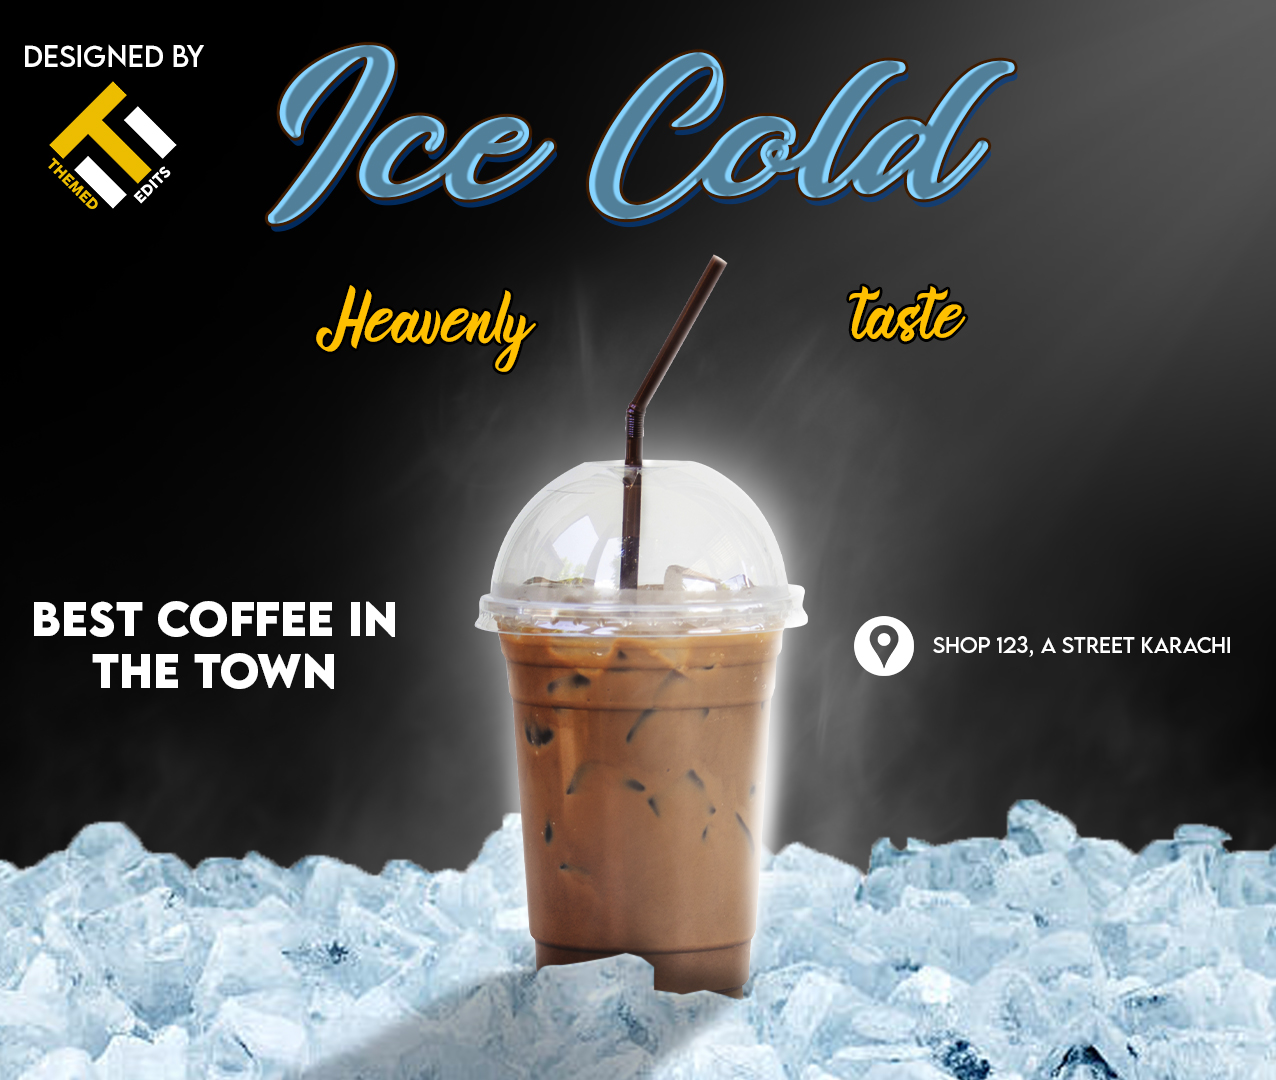 DESIGNED BY
THEMED EDITS
Ice Cold
Heavenly taste
BEST COFFEE IN
THE TOWN
SHOP 123, A STREET KARACHI